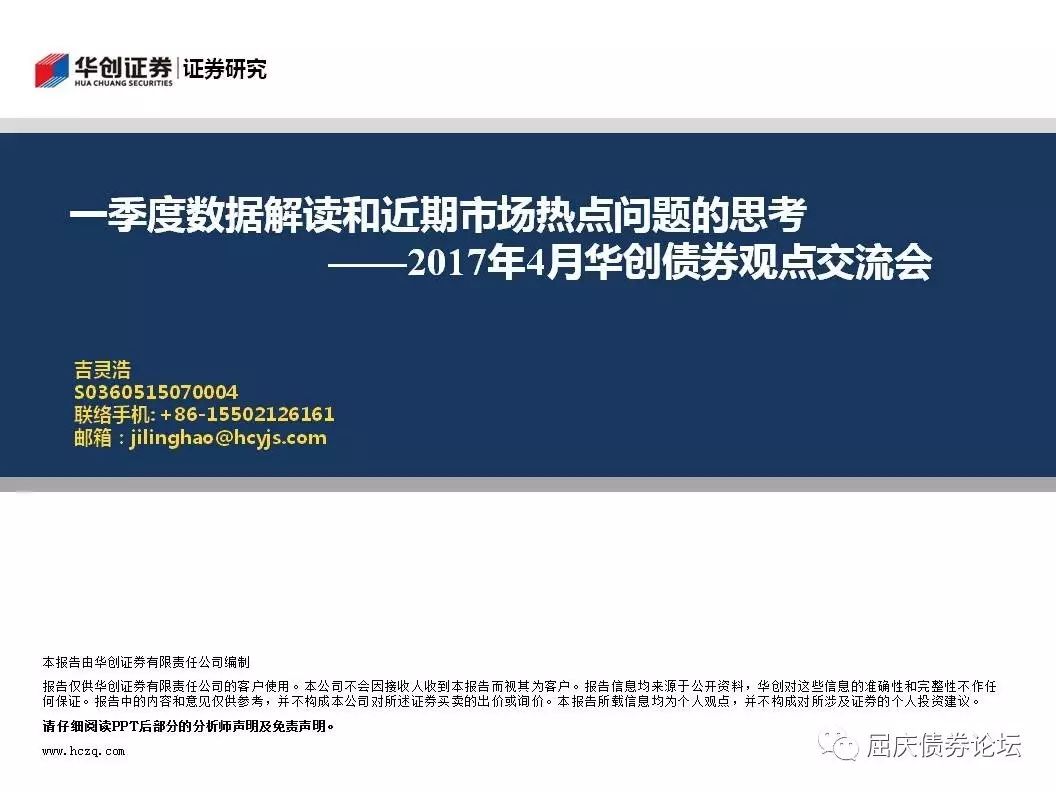 华创证券|证券研究
HUA CHUANG SECURITIES
一季度数据解读和近期市场热点问题的思考
——2017年4月华创债券观点交流会
吉灵浩
S0360515070004
联络手机: +86-15502126161
邮箱：jilinghao@hcyjs.com
本报告由华创证券有限责任公司编制
报告仅供华创证券有限责任公司的客户使用。本公司不会因接收人收到本报告而视其为客户。报告信息均来源于公开资料，华创对这些信息的准确性和完整性不作任
何保证。报告中的内容和意见仅供参考，并不构成本公司对所述证券买卖的出价或询价。本报告所载信息均为个人观点，并不构成对所涉及证券的个人投资建议。
请仔细阅读PPT后部分的分析师声明及免责声明。
www.hczq.com
屈庆债券论坛